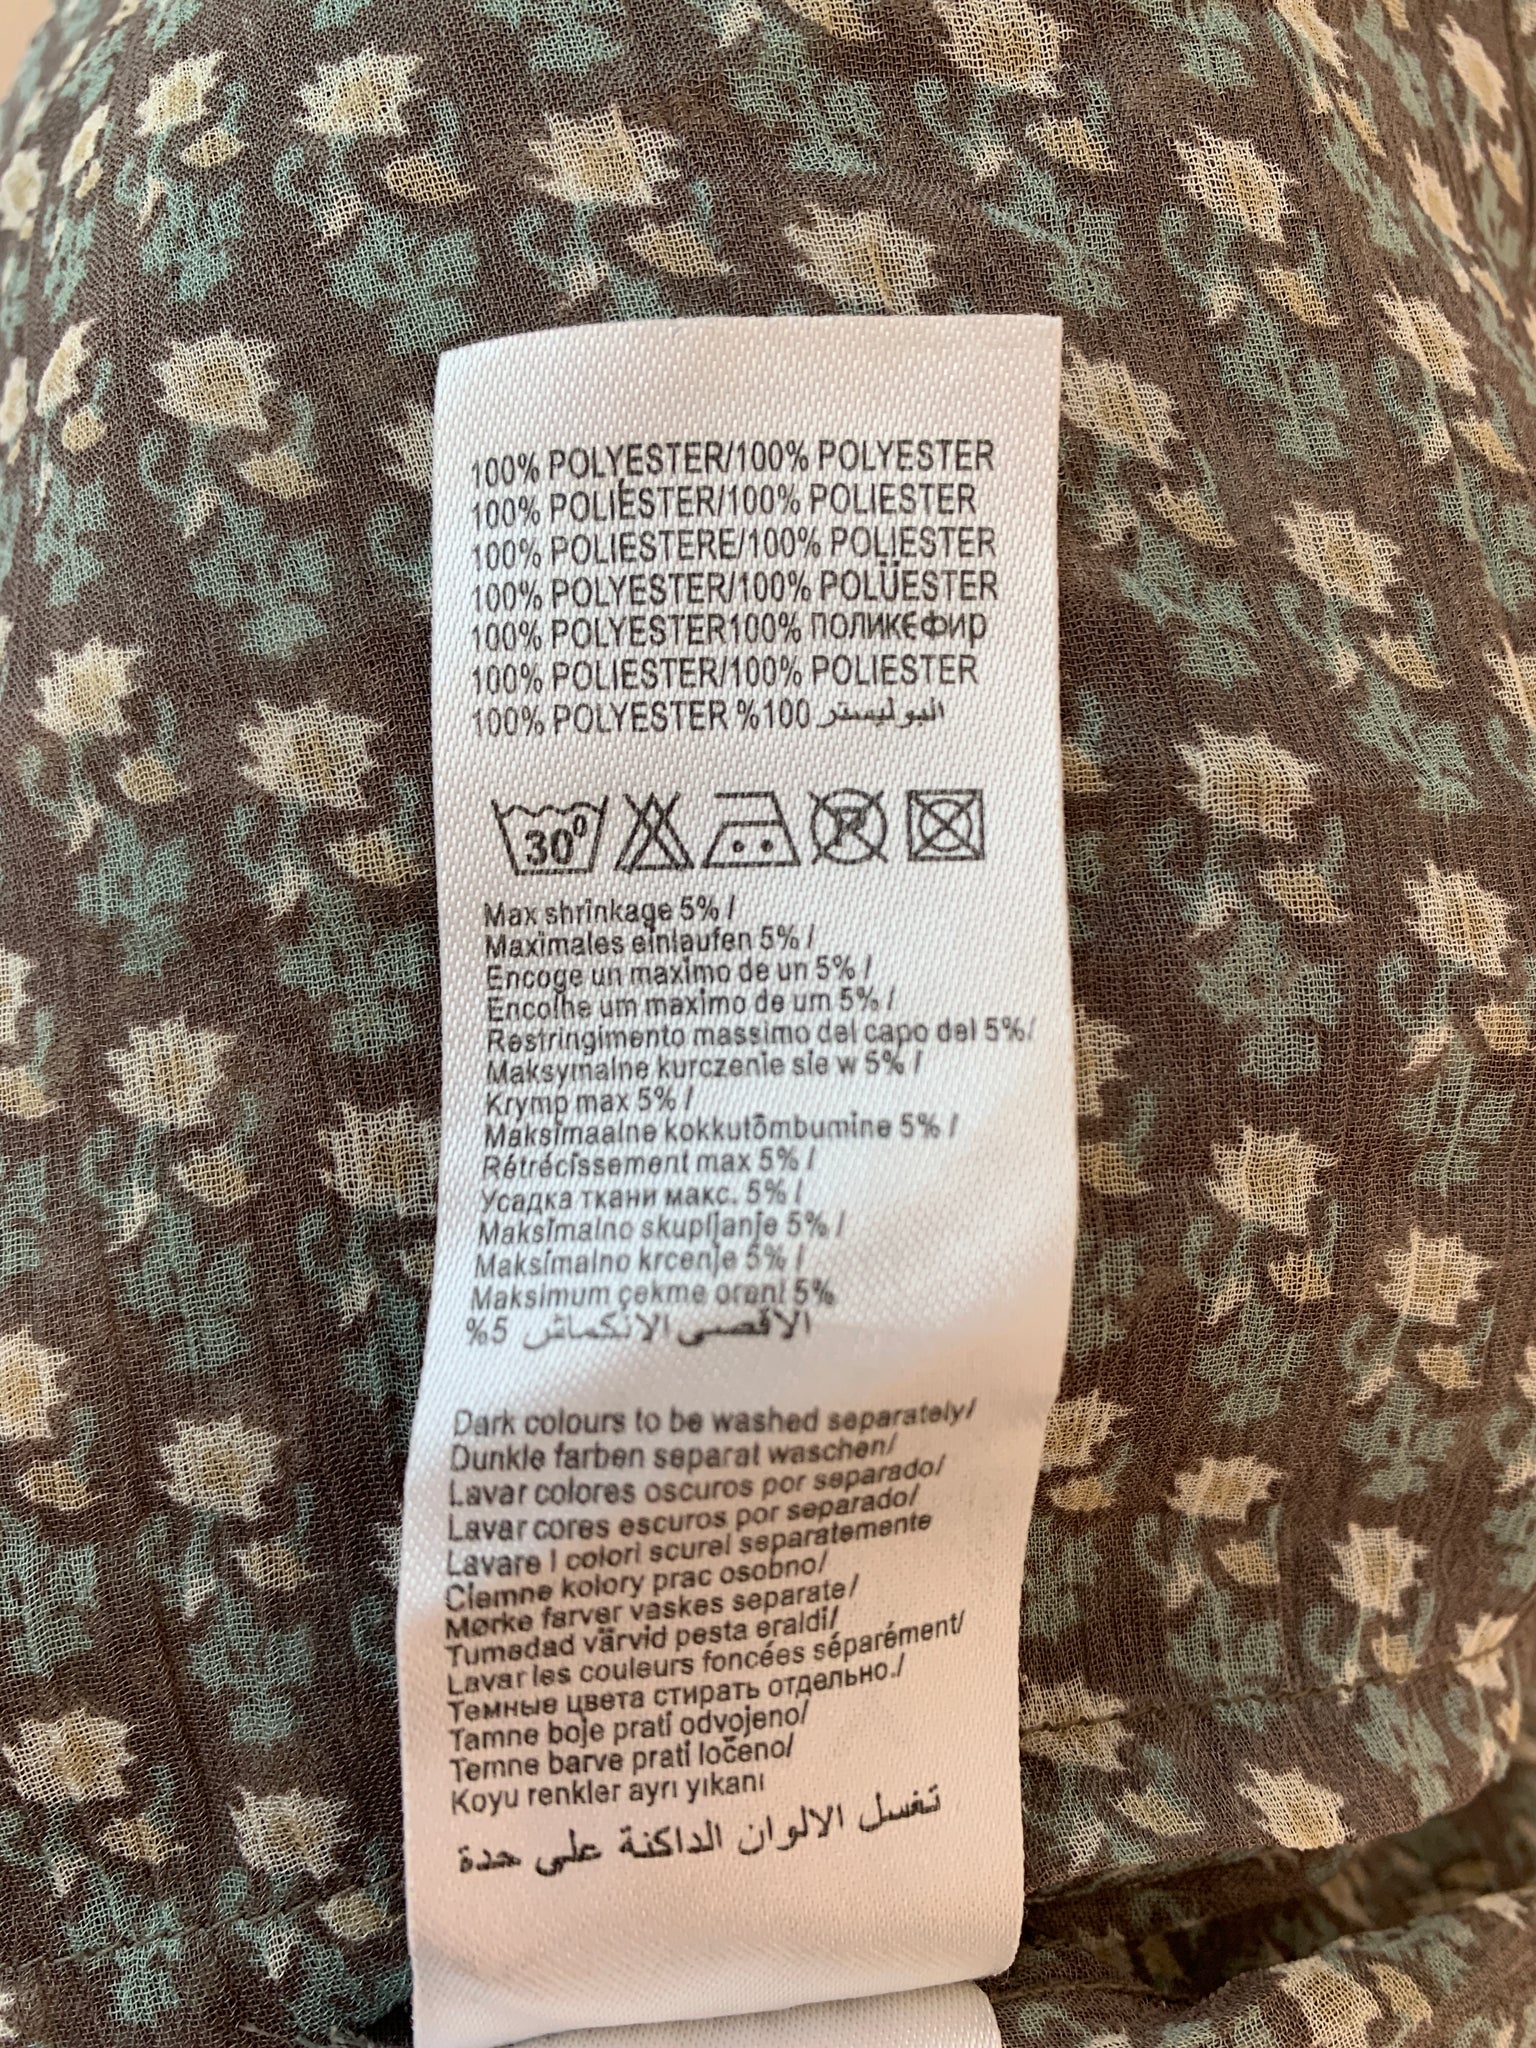 100% POLYESTER/100% POLYESTER
100% POLIÉSTER/100% POLIESTER
100% POLIESTERE/100% POLIESTER
100% POLYESTER/100% POLÜESTER
100% POLYESTER100% ПОЛИКЄФИР
100% POLIESTER/100% POLIESTER
100% POLYESTER %100 البوليستر
30⁰ P
Max shrinkage 5% /
Maximales einlaufen 5% /
Encoge un maximo de un 5% /
Encolhe um maximo de um 5% /
Restringimento massimo del capo del 5%/
Maksymalne kurczenie sie w 5% /
Krymp max 5% /
Maksimaalne kokkutõmbumine 5% /
Rétrécissement max 5% /
Усадка ткани макс. 5% /
Maksimalno skupljanje 5% /
Maksimalno krcenje 5% /
Maksimum çekme oranı 5%
الاقصى الانكماش 5%
Dark colours to be washed separately/
Dunkle farben separat waschen/
Lavar colores oscuros por separado/
Lavar cores escuros por separado/
Lavare I colori scurel separatemente
Ciemne kolory prac osobno/
Mørke farver vaskes separate/
Tumedad värvid pesta eraldi/
Lavar les couleurs foncées séparément/
Темные цвета стирать отдельно./
Tamne boje prati odvojeno/
Temne barve prati ločeno/
Koyu renkler ayrı yıkanı
تغسل الالوان الداكنة على حدة